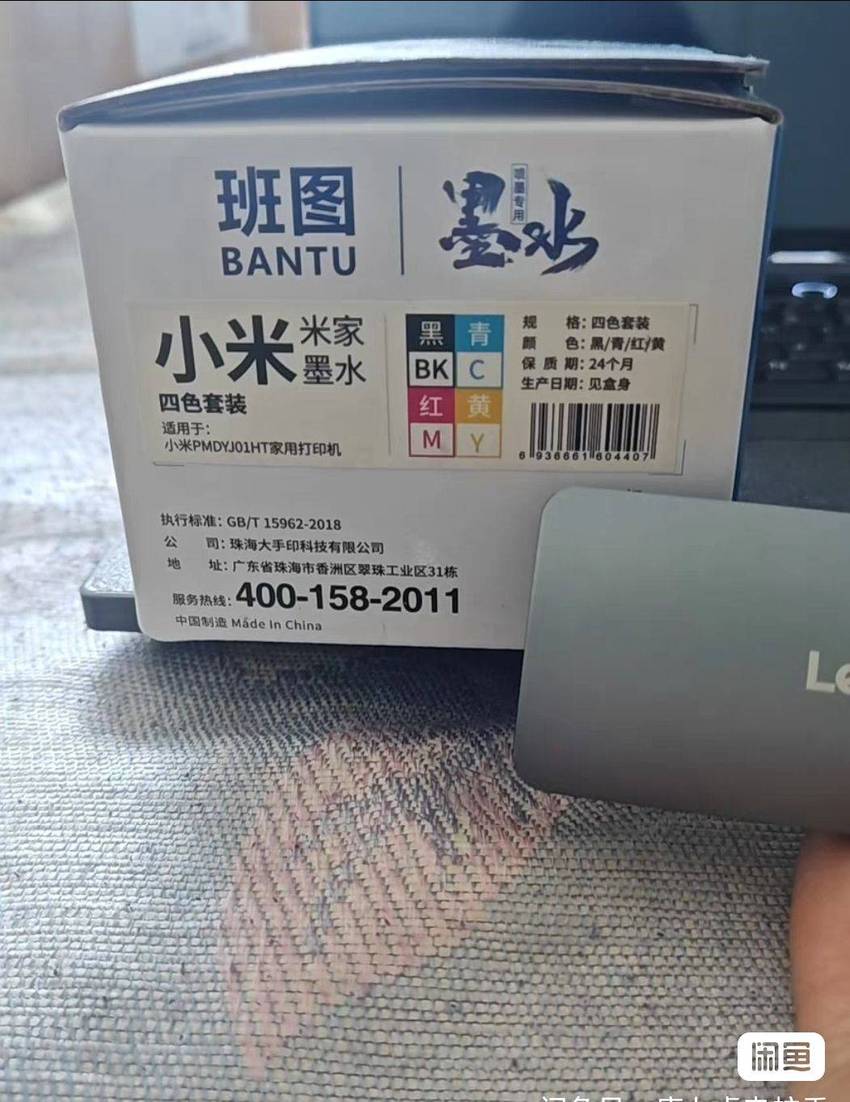 班图
BANTU
喷墨专用
墨水
小米 米家墨水
四色套装
适用于：
小米PMDYJ01HT家用打印机
黑 青
BK C
红 黄
M Y
规 格：四色套装
颜 色：黑/青/红/黄
保 质 期：24个月
生产日期：见盒身
6 936661 604407
执行标准：GB/T 15962-2018
公 司：珠海大手印科技有限公司
地 址：广东省珠海市香洲区翠珠工业区31栋
服务热线：400-158-2011
中国制造 Made In China
Le
闲鱼